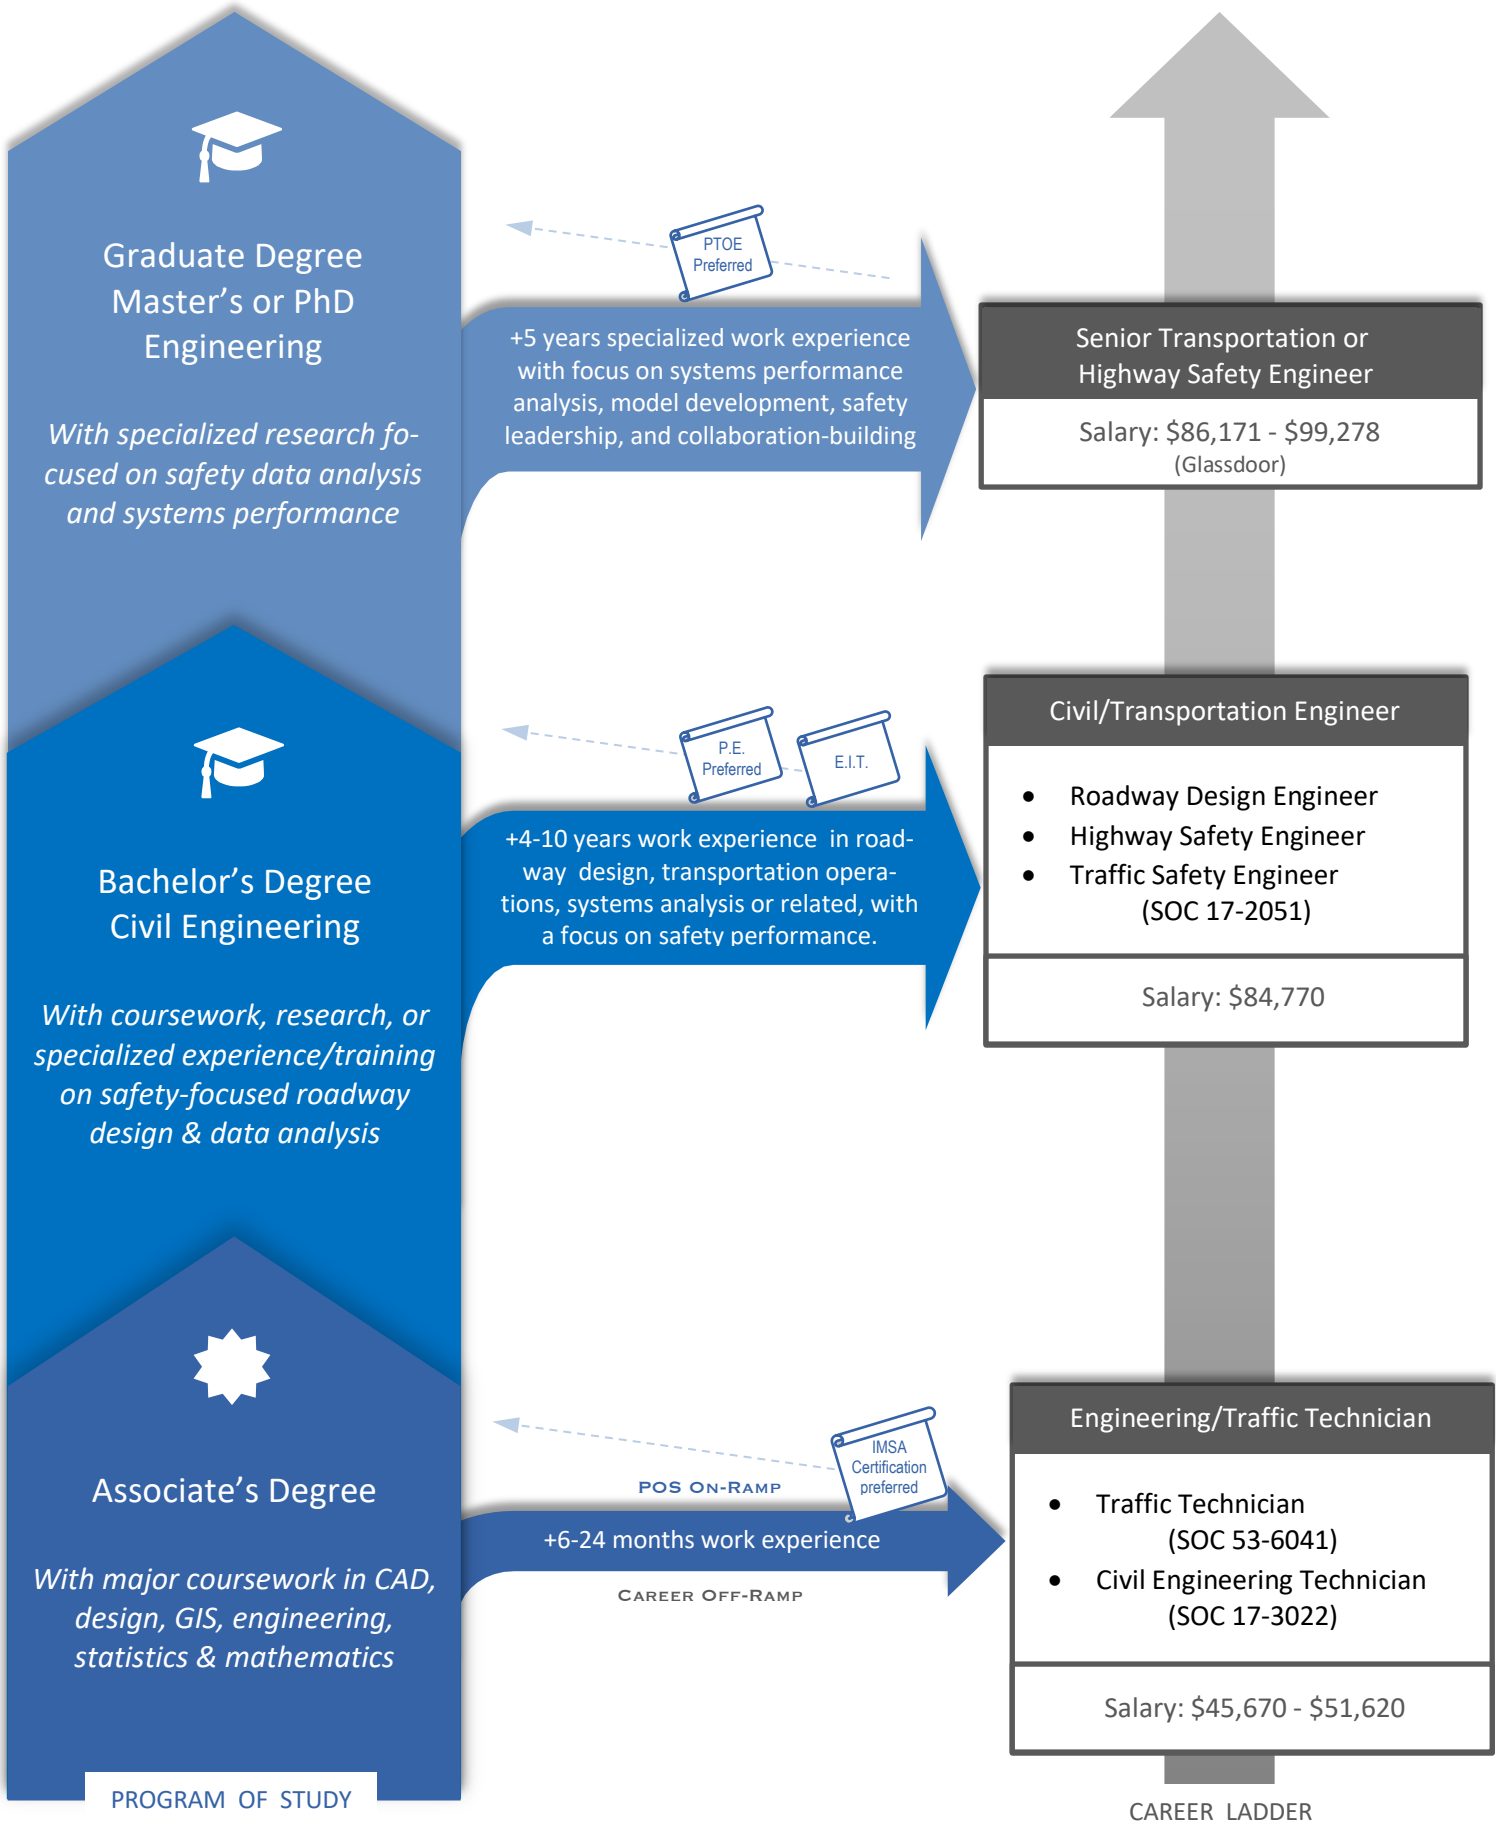 Graduate Degree
Master's or PhD
Engineering
With specialized research fo-
cused on safety data analysis
and systems performance
PTOE
Preferred
+5 years specialized work experience
with focus on systems performance
analysis, model development, safety
leadership, and collaboration-building
Senior Transportation or
Highway Safety Engineer
Salary: $86,171 - $99,278
(Glassdoor)
Bachelor's Degree
Civil Engineering
With coursework, research, or
specialized experience/training
on safety-focused roadway
design & data analysis
P.E.
Preferred
E.I.T.
+4-10 years work experience in road-
way design, transportation opera-
tions, systems analysis or related, with
a focus on safety performance.
Civil/Transportation Engineer
• Roadway Design Engineer
• Highway Safety Engineer
• Traffic Safety Engineer
(SOC 17-2051)
Salary: $84,770
Associate's Degree
With major coursework in CAD,
design, GIS, engineering,
statistics & mathematics
IMSA
Certification
preferred
POS On-Ramp
+6-24 months work experience
Career Off-Ramp
Engineering/Traffic Technician
• Traffic Technician
(SOC 53-6041)
• Civil Engineering Technician
(SOC 17-3022)
Salary: $45,670 - $51,620
PROGRAM OF STUDY
CAREER LADDER